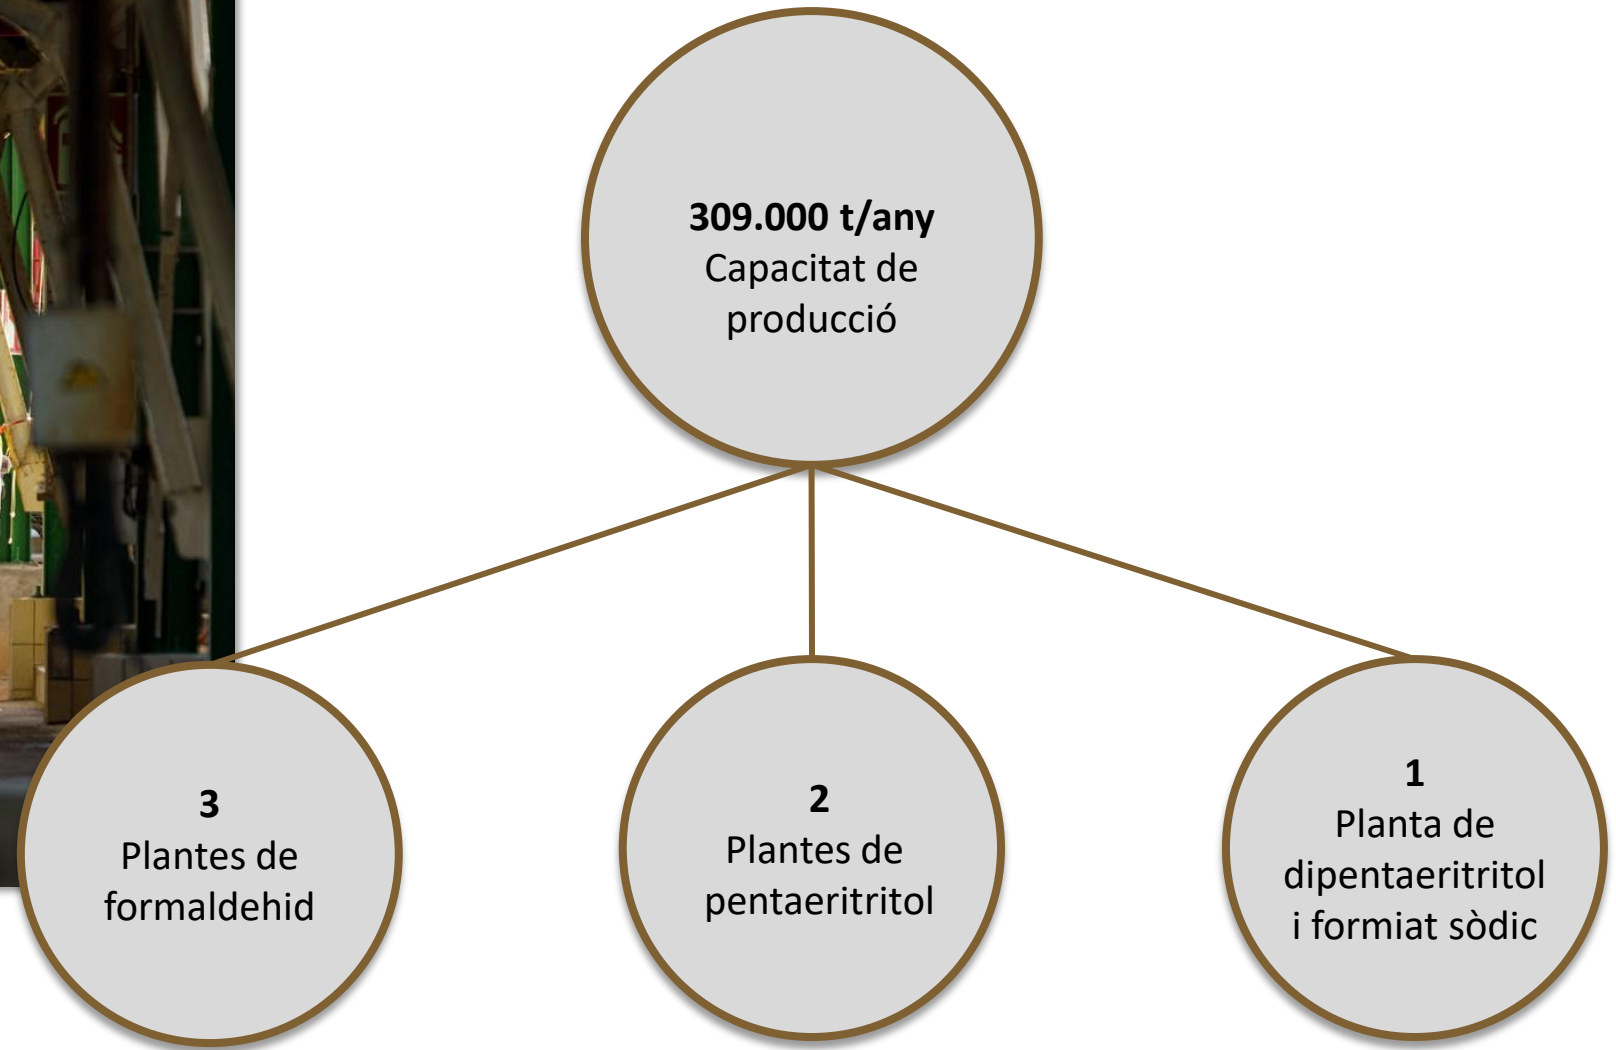 309.000 t/any
Capacitat de
producció
3
Plantes de
formaldehid
2
Plantes de
pentaeritritol
1
Planta de
dipentaeritritol
i formiat sòdic